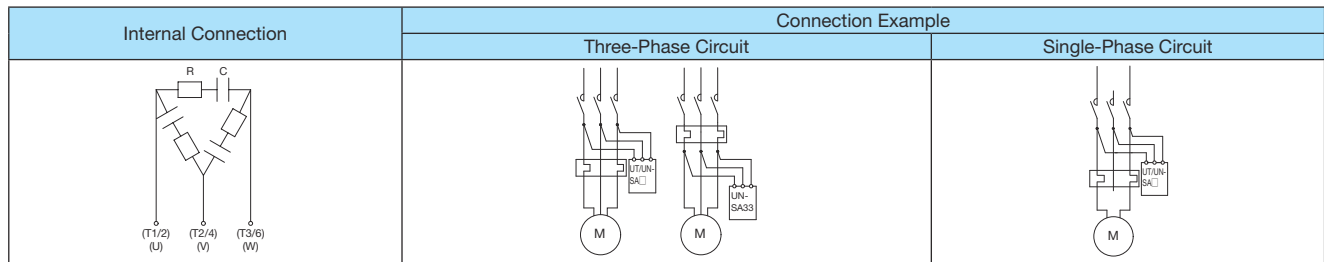 Internal Connection
Connection Example
Three-Phase Circuit
Single-Phase Circuit
R C
(T1/2) (T2/4) (T3/6)
(U) (V) (W)
UT/UN-
SA□
M
UN-
SA33
M
UT/UN-
SA□
M